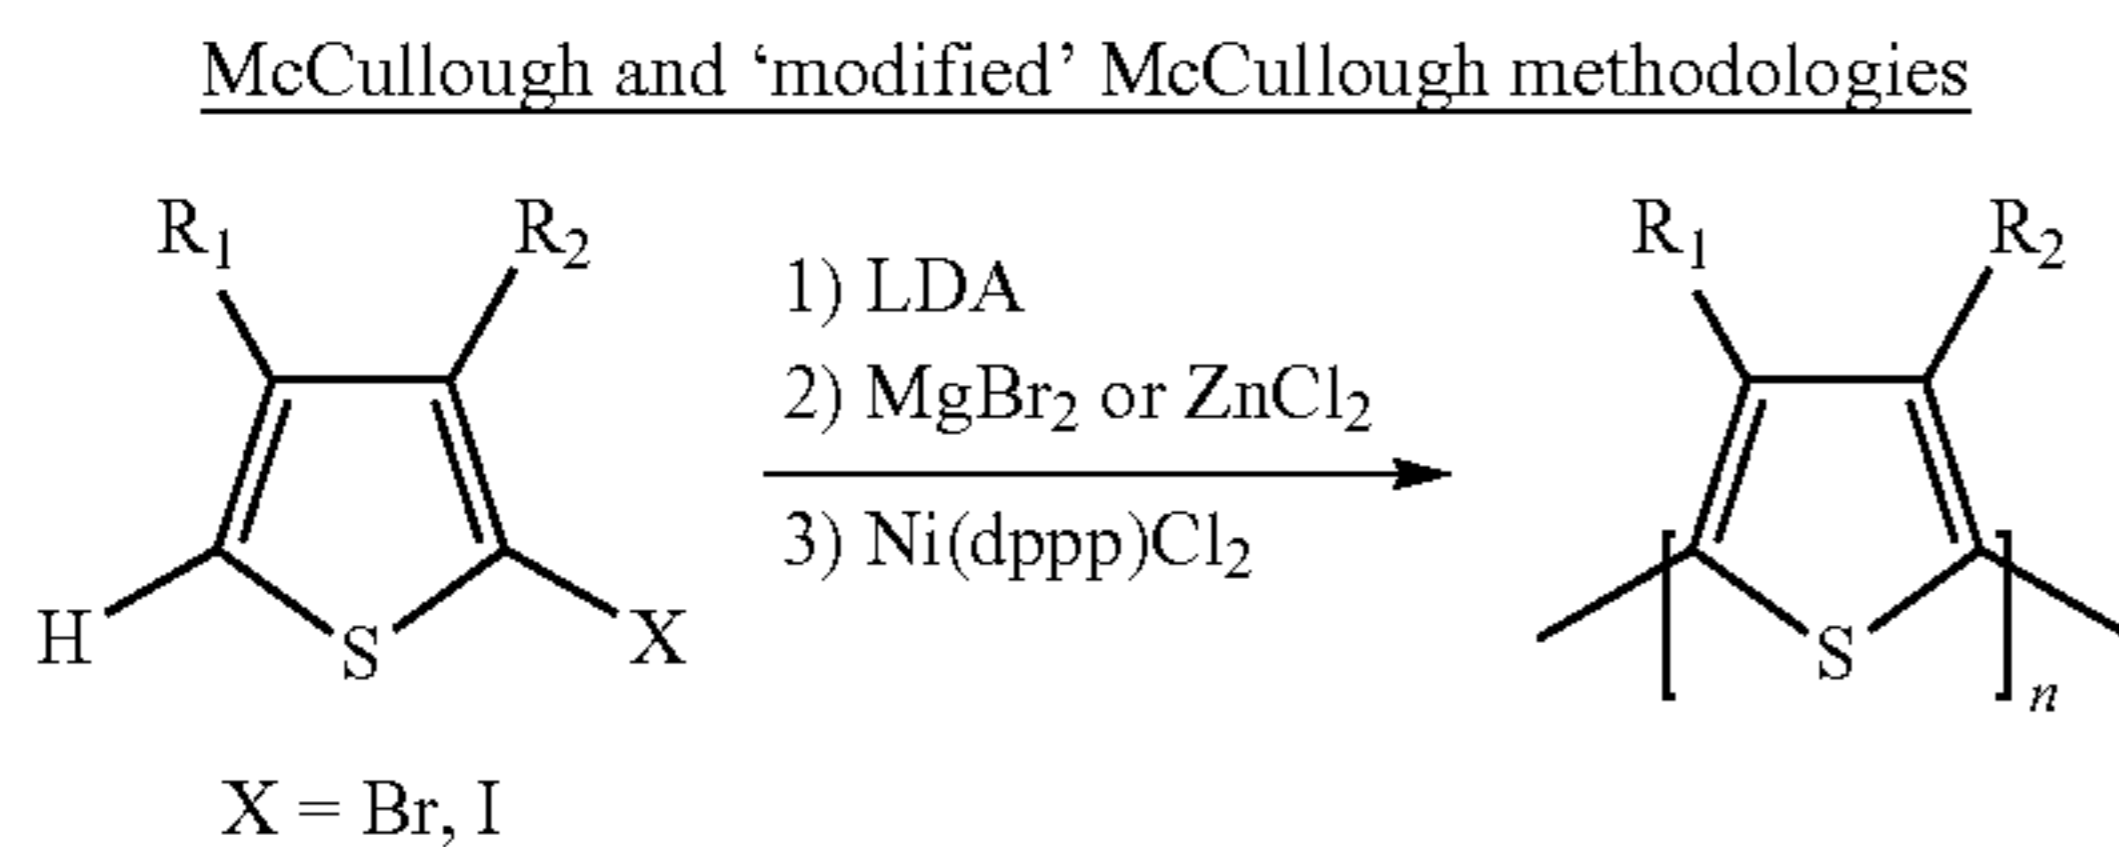 McCullough and ‘modified’ McCullough methodologies
R1 R2
1) LDA
2) MgBr2 or ZnCl2
3) Ni(dppp)Cl2
H S X
X = Br, I
R1 R2
S n